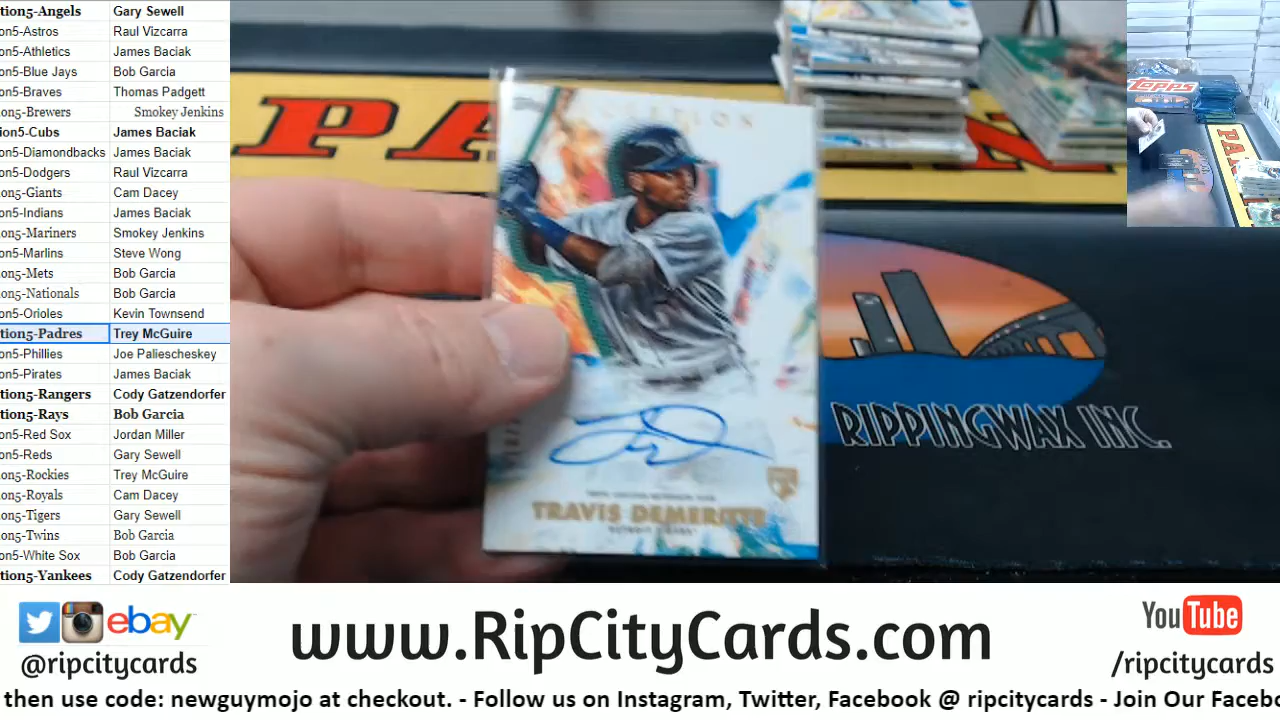 tion5-Angels Gary Sewell
on5-Astros Raul Vizcarra
on5-Athletics James Baciak
on5-Blue Jays Bob Garcia
on5-Braves Thomas Padgett
on5-Brewers Smokey Jenkins
ion5-Cubs James Baciak
on5-Diamondbacks James Baciak
on5-Dodgers Raul Vizcarra
ion5-Giants Cam Dacey
on5-Indians James Baciak
on5-Mariners Smokey Jenkins
on5-Marlins Steve Wong
ion5-Mets Bob Garcia
ion5-Nationals Bob Garcia
on5-Orioles Kevin Townsend
tion5-Padres Trey McGuire
on5-Phillies Joe Paliescheskey
on5-Pirates James Baciak
on5-Rangers Cody Gatzendorfer
ion5-Rays Bob Garcia
on5-Red Sox Jordan Miller
on5-Reds Gary Sewell
ion5-Rockies Trey McGuire
ion5-Royals Cam Dacey
on5-Tigers Gary Sewell
on5-Twins Bob Garcia
on5-White Sox Bob Garcia
tion5-Yankees Cody Gatzendorfer
TRAVIS DEMERITTE
RIPPINGWAX INC.
Topps
ebay
@ripcitycards
www.RipCityCards.com
YouTube
/ripcitycards
then use code: newguymojo at checkout. - Follow us on Instagram, Twitter, Facebook @ ripcitycards - Join Our Facebo